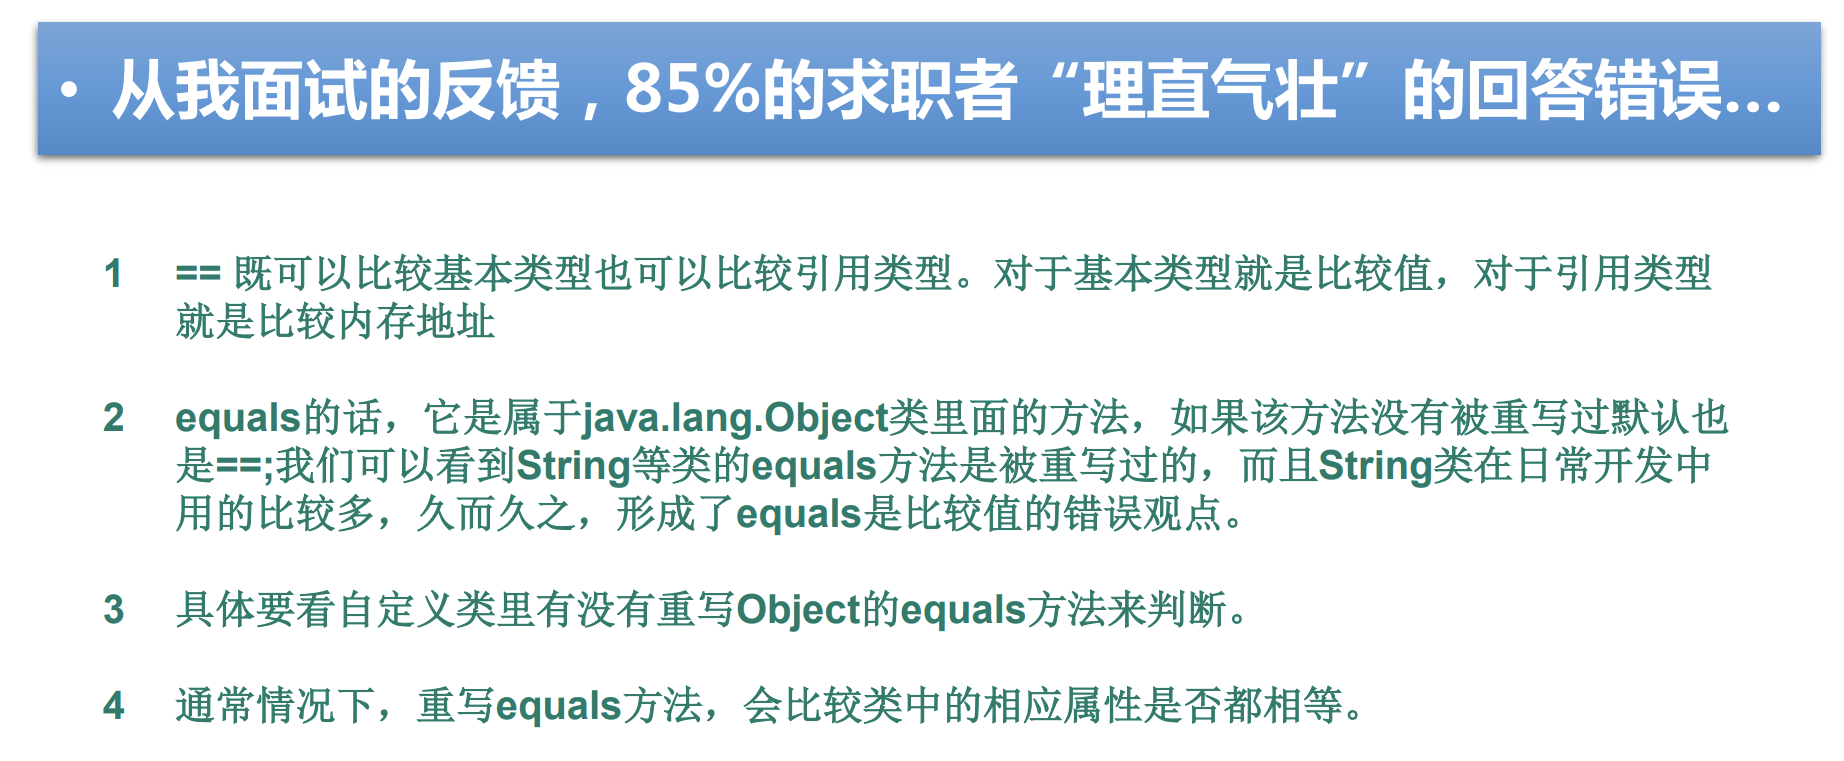 • 从我面试的反馈，85%的求职者“理直气壮”的回答错误...
1 == 既可以比较基本类型也可以比较引用类型。对于基本类型就是比较值，对于引用类型
就是比较内存地址
2 equals的话，它是属于java.lang.Object类里面的方法，如果该方法没有被重写过默认也
是==;我们可以看到String等类的equals方法是被重写过的，而且String类在日常开发中
用的比较多，久而久之，形成了equals是比较值的错误观点。
3 具体要看自定义类里有没有重写Object的equals方法来判断。
4 通常情况下，重写equals方法，会比较类中的相应属性是否都相等。